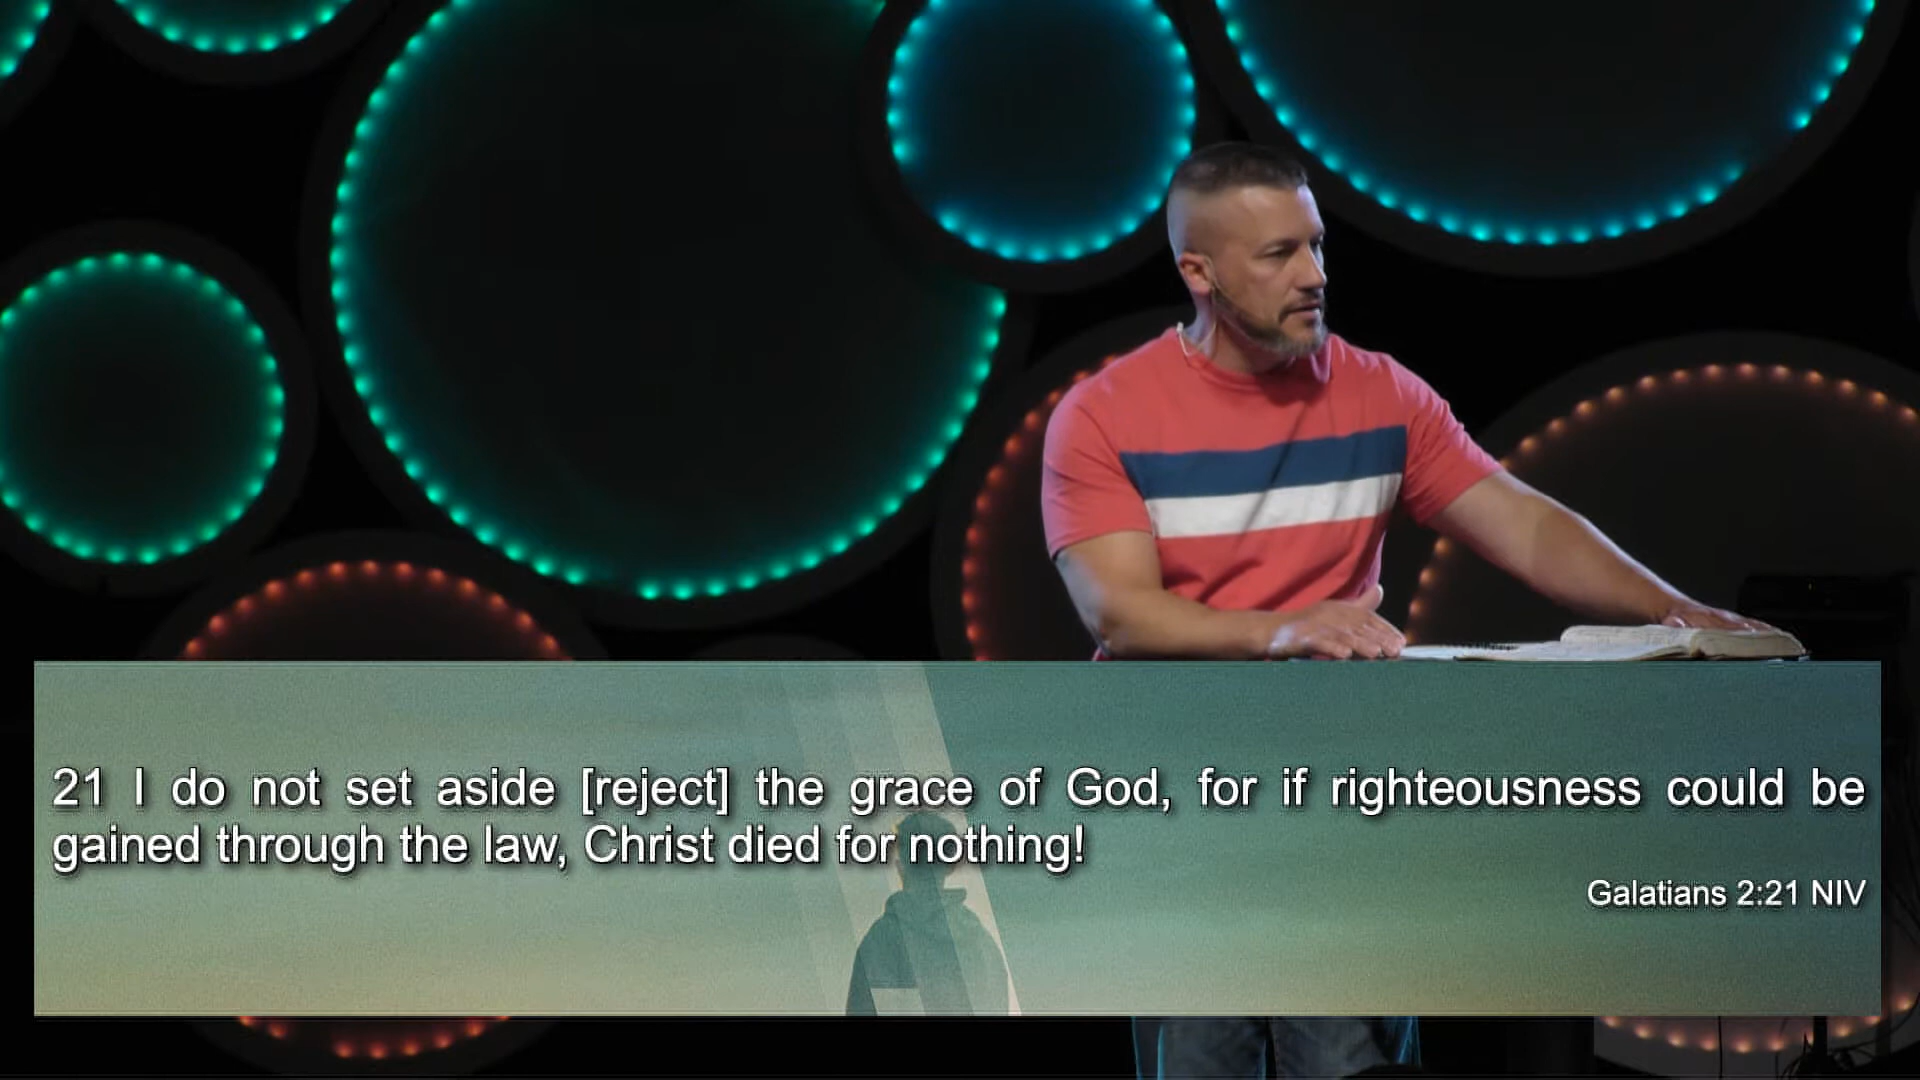 21 I do not set aside [reject] the grace of God, for if righteousness could be
gained through the law, Christ died for nothing!
Galatians 2:21 NIV